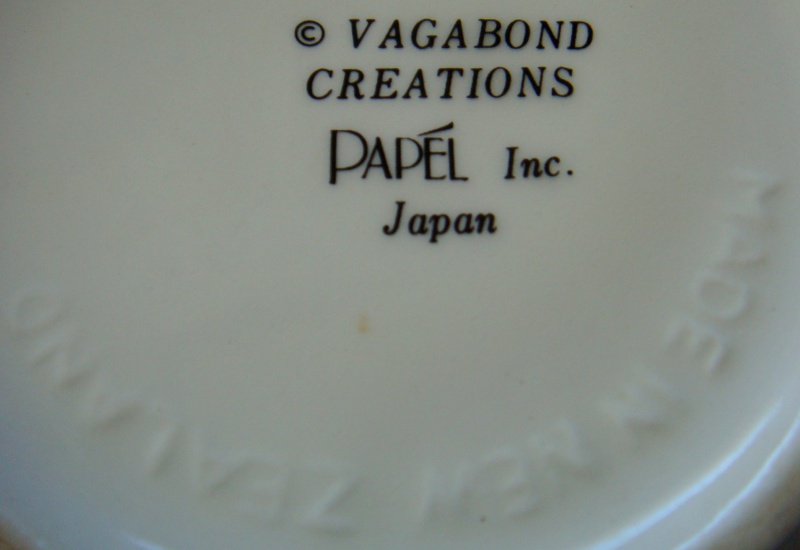 © VAGABOND
CREATIONS
PAPÉL Inc.
Japan
MADE IN NEW ZEALAND